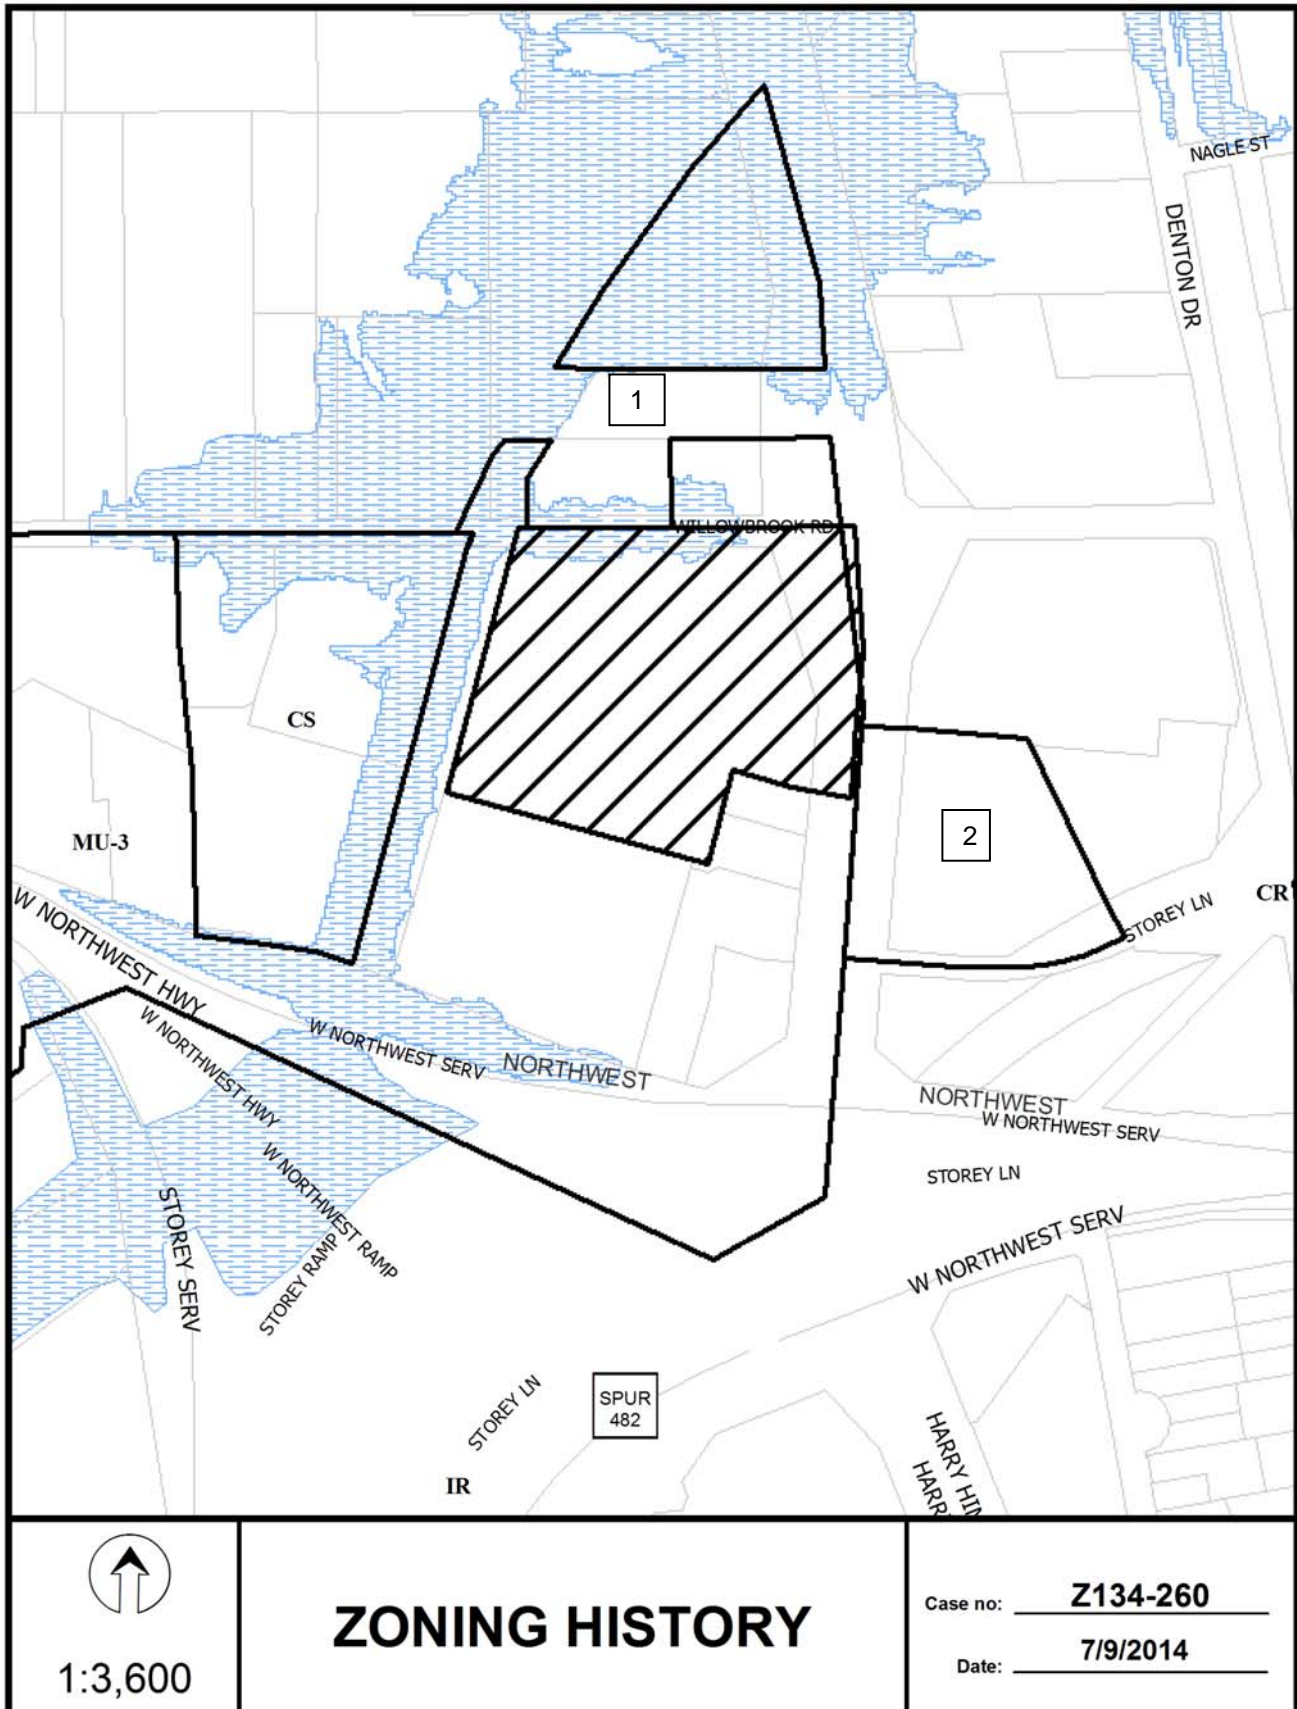 NAGLE ST
DENTON DR
1
WILLOWBROOK RD
CS
2
MU-3
CR
STOREY LN
W NORTHWEST HWY
W NORTHWEST HWY
W NORTHWEST SERV
NORTHWEST
NORTHWEST
W NORTHWEST SERV
STOREY LN
W NORTHWEST RAMP
STOREY SERV
STOREY RAMP
W NORTHWEST SERV
STOREY LN
SPUR
482
HARRY HIN
HARR
IR
1:3,600
ZONING HISTORY
Case no: Z134-260
Date: 7/9/2014